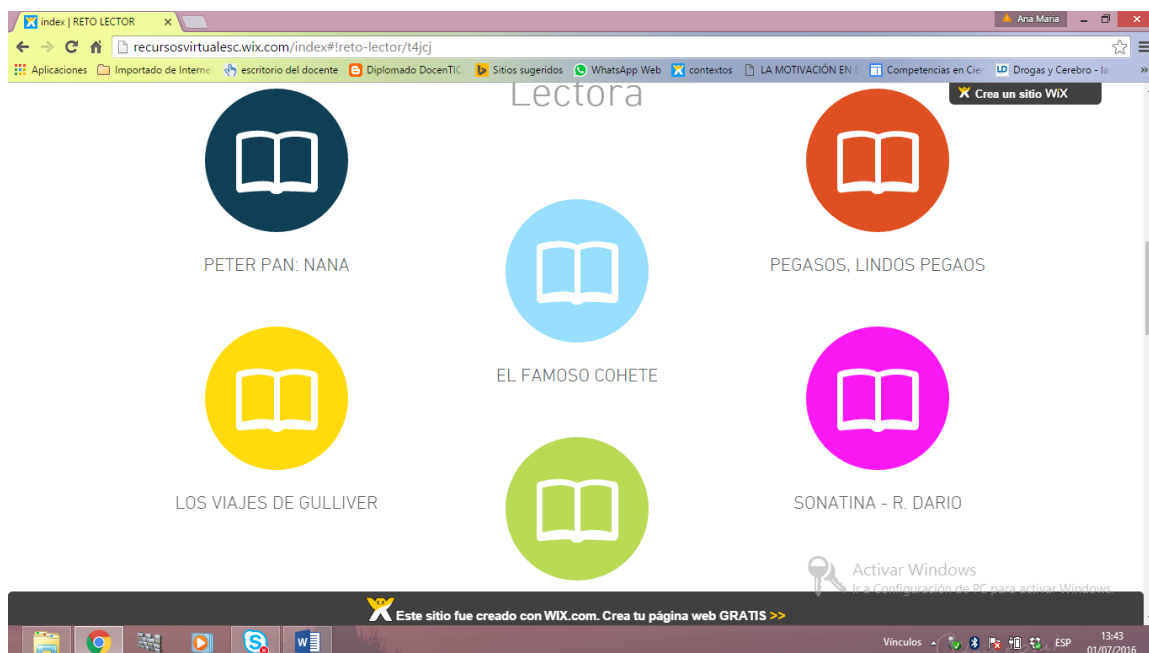 index | RETO LECTOR
Ana Maria
recursosvirtualesc.wix.com/index#!reto-lector/t4jcj
Aplicaciones Importado de Interne escritorio del docente Diplomado DocenTIC Sitios sugeridos WhatsApp Web contextos LA MOTIVACIÓN EN Competencias en Cie Drogas y Cerebro - la »
Lectora
Crea un sitio WiX
PETER PAN: NANA
PEGASOS, LINDOS PEGAOS
EL FAMOSO COHETE
LOS VIAJES DE GULLIVER
SONATINA - R. DARIO
Activar Windows
Ir a Configuración de PC para activar Windows.
Este sitio fue creado con WIX.com. Crea tu página web GRATIS >>
Vínculos ESP 13:43
01/07/2016